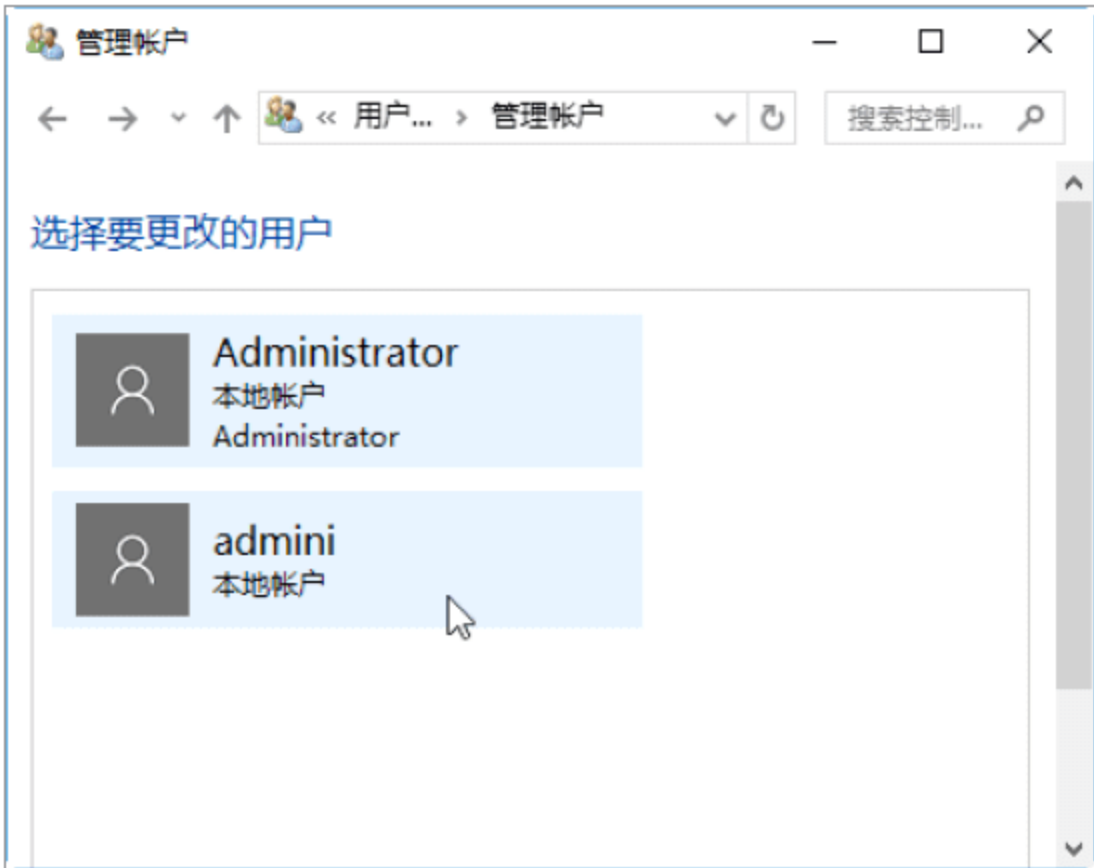 管理帐户
« 用户... › 管理帐户
搜索控制...
选择要更改的用户
Administrator
本地帐户
Administrator
admini
本地帐户